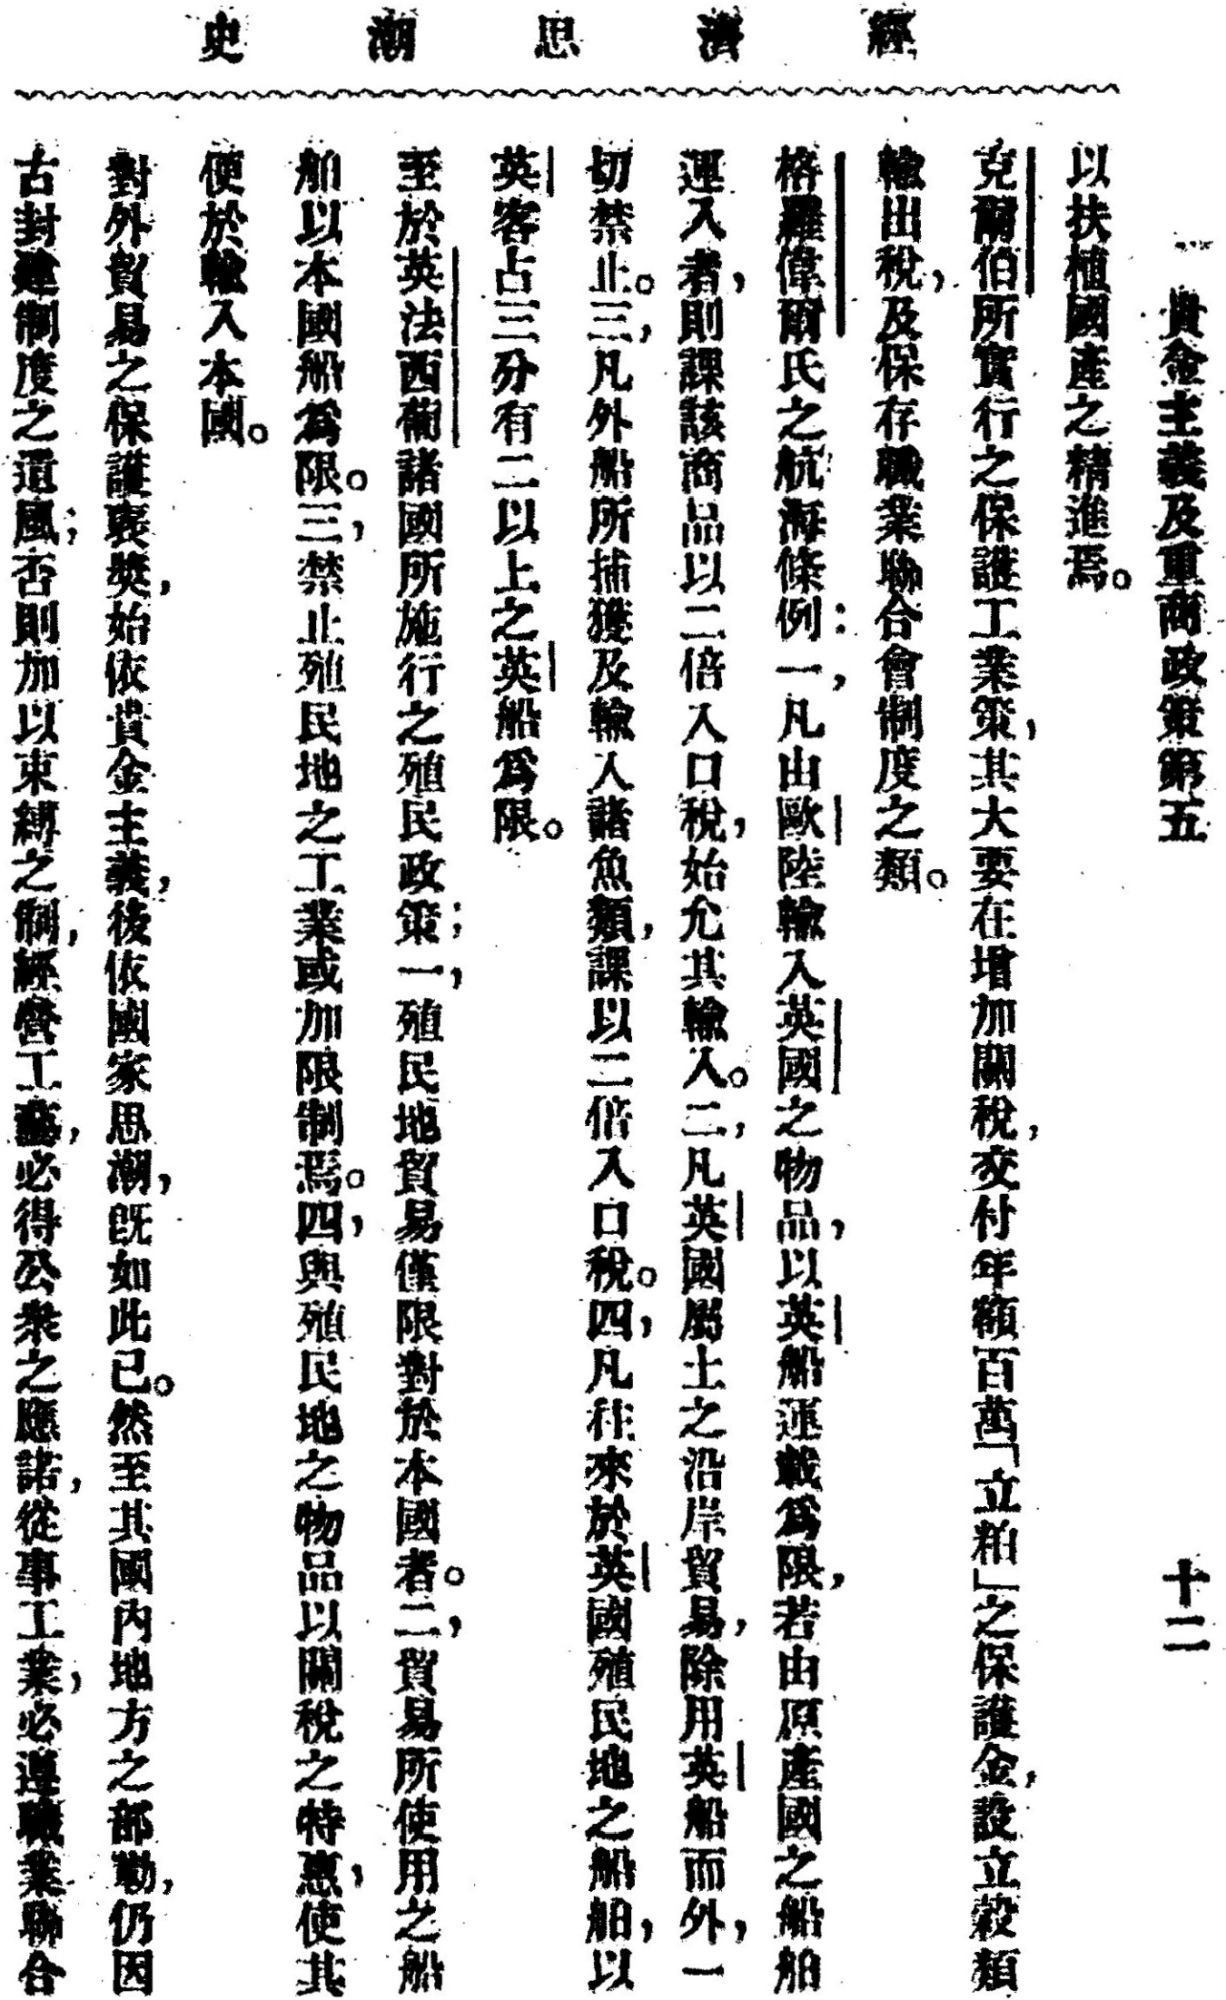 經濟思潮史
貴金主義及重商政策第五
十二
以扶植國產之精進焉。
克爾伯所實行之保護工業策，其大要在增加關稅，交付年額百萬「立粕」之保護金，設立穀類
輸出稅，及保存職業聯合會制度之類。
格羅偉爾氏之航海條例：一，凡由歐陸輸入英國之物品，以英船運載爲限，若由原產國之船舶
運入者，則課該商品以二倍入口稅，始允其輸入。二，凡英國屬土之沿岸貿易，除用英船而外，一
切禁止。三，凡外船所捕獲及輸入諸魚類，課以二倍入口稅。四，凡往來於英國殖民地之船舶，以
英客占三分有二以上之英船爲限。
至於英法西葡諸國所施行之殖民政策；一，殖民地貿易僅限對於本國者。二，貿易所使用之船
舶以本國船爲限。三，禁止殖民地之工業或加限制焉。四，與殖民地之物品以關稅之特惠，使其
便於輸入本國。
對外貿易之保護裹獎，始依貴金主義，後依國家思潮，既如此已。然至其國內地方之部勒，仍因
古封建制度之遺風；否則加以束縛之制，經營工藝，必得公衆之應諾，從事工業，必遵職業聯合